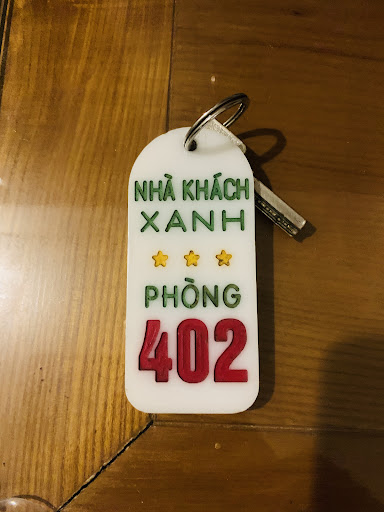 NHÀ KHÁCH
XANH
PHÒNG
402